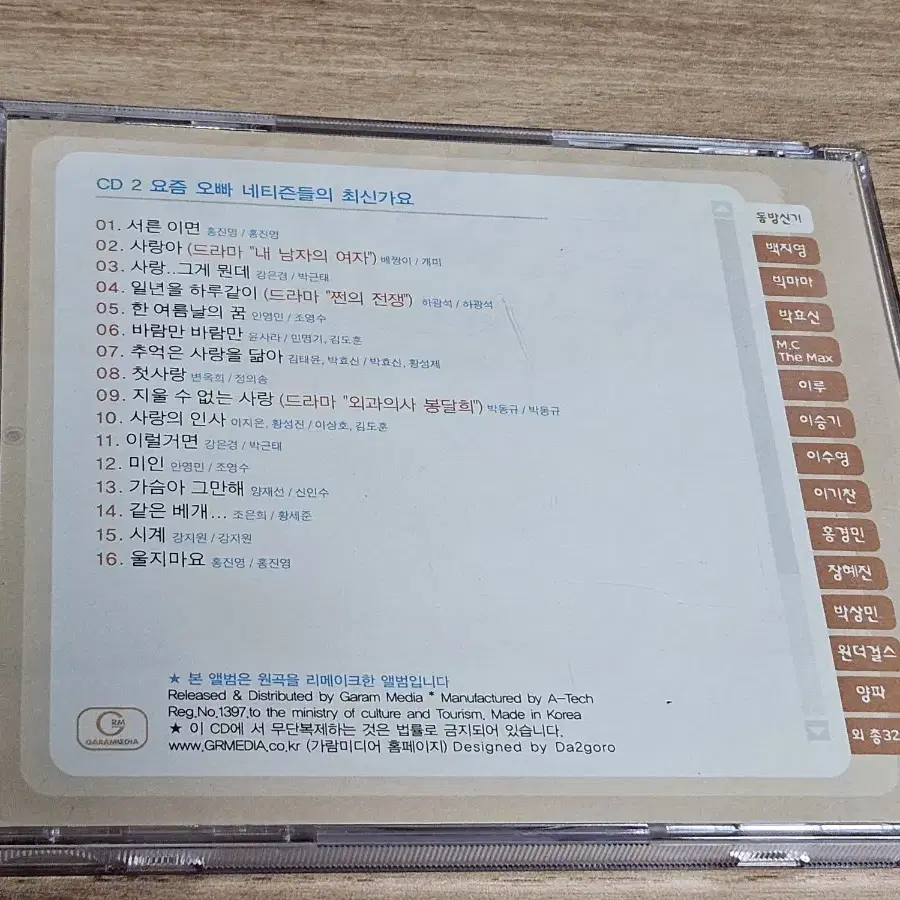 CD 2 요즘 오빠 네티즌들의 최신가요
01. 서른 이면 홍진영 / 홍진영
02. 사랑아 (드라마 "내 남자의 여자") 베짱이 / 개미
03. 사랑..그게 뭔데 강은경 / 박근태
04. 일년을 하루같이 (드라마 "쩐의 전쟁") 하광석 / 하광석
05. 한 여름날의 꿈 안영민 / 조영수
06. 바람만 바람만 윤사라 / 민명기, 김도훈
07. 추억은 사랑을 닮아 김태윤, 박효신 / 박효신, 황성제
08. 첫사랑 변옥희 / 정의송
09. 지울 수 없는 사랑 (드라마 "외과의사 봉달희") 박동규 / 박동규
10. 사랑의 인사 이지은, 황성진 / 이상호, 김도훈
11. 이럴거면 강은경 / 박근태
12. 미인 안영민 / 조영수
13. 가슴아 그만해 양재선 / 신인수
14. 같은 베개... 조은희 / 황세준
15. 시계 강지원 / 강지원
16. 울지마요 홍진영 / 홍진영
★ 본 앨범은 원곡을 리메이크한 앨범입니다
Released & Distributed by Garam Media * Manufactured by A-Tech
Reg.No.1397.to the ministry of culture and Tourism. Made in Korea
★ 이 CD에 서 무단복제하는 것은 법률로 금지되어 있습니다.
www.GRMEDIA.co.kr (가람미디어 홈페이지) Designed by Da2goro
GRM
GARAMMEDIA
동방신기
백지영
빅마마
박효신
M.C
The Max
이루
이승기
이수영
이기찬
홍경민
장혜진
박상민
원더걸스
양파
외 총32